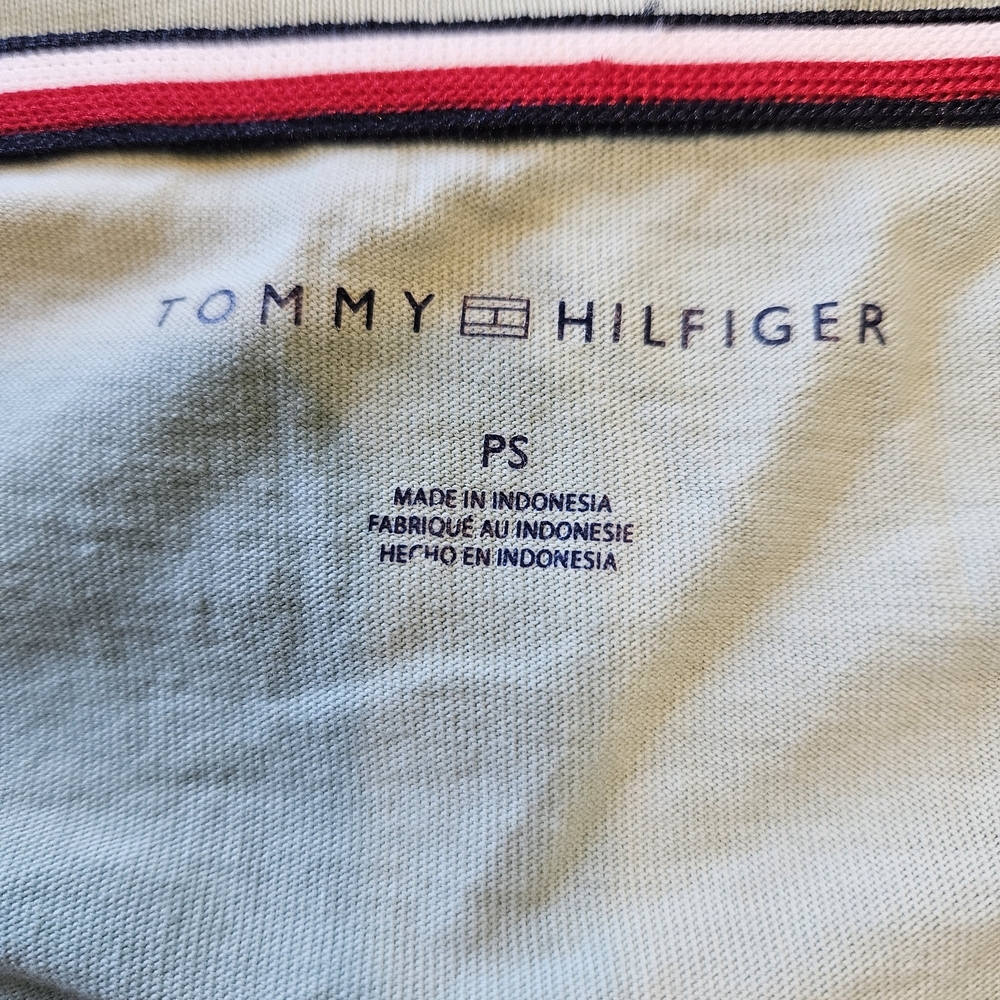 TOMMY HILFIGER
PS
MADE IN INDONESIA
FABRIQUÉ AU INDONESIE
HECHO EN INDONESIA